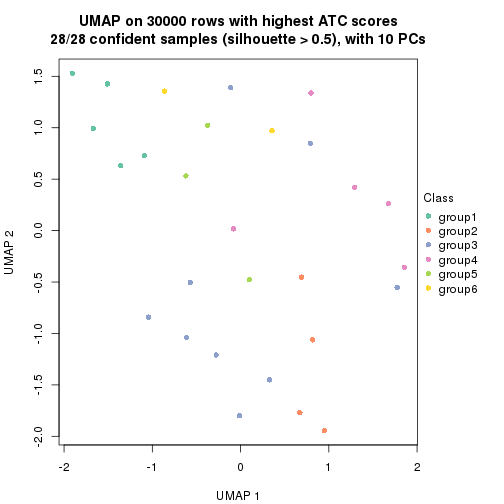 UMAP on 30000 rows with highest ATC scores
28/28 confident samples (silhouette > 0.5), with 10 PCs
1.5
1.0
0.5
0.0
-0.5
-1.0
-1.5
-2.0
UMAP 2
-2
-1
0
1
2
UMAP 1
Class
group1
group2
group3
group4
group5
group6